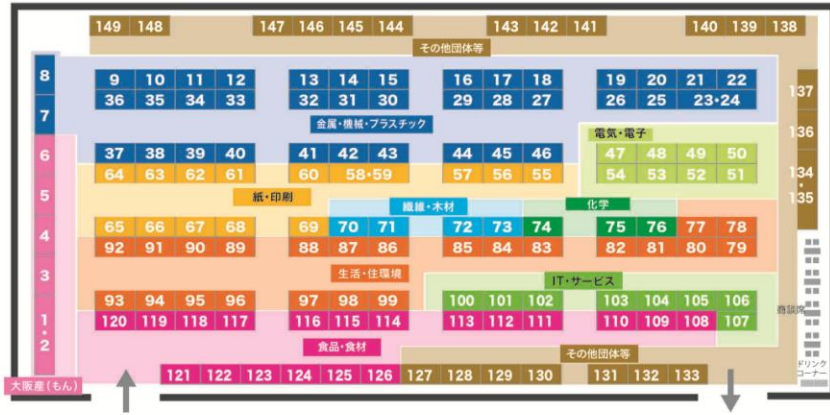 149 148 147 146 145 144 143 142 141 140 139 138
その他団体等
8 9 10 11 12 13 14 15 16 17 18 19 20 21 22
7 36 35 34 33 32 31 30 29 28 27 26 25 23・24 137
金属・機械・プラスチック
電気・電子 136
6 37 38 39 40 41 42 43 44 45 46 47 48 49 50
64 63 62 61 60 58・59 57 56 55 54 53 52 51 134・135
5 紙・印刷 繊維・木材 化学
65 66 67 68 69 70 71 72 73 74 75 76 77 78
4 92 91 90 89 88 87 86 85 84 83 82 81 80 79
3 生活・住環境 IT・サービス
93 94 95 96 97 98 99 100 101 102 103 104 105 106
1・2 120 119 118 117 116 115 114 113 112 111 110 109 108 107
商談席
食品・食材
その他団体等
ドリンク
コーナー
121 122 123 124 125 126 127 128 129 130 131 132 133
大阪産(もん)